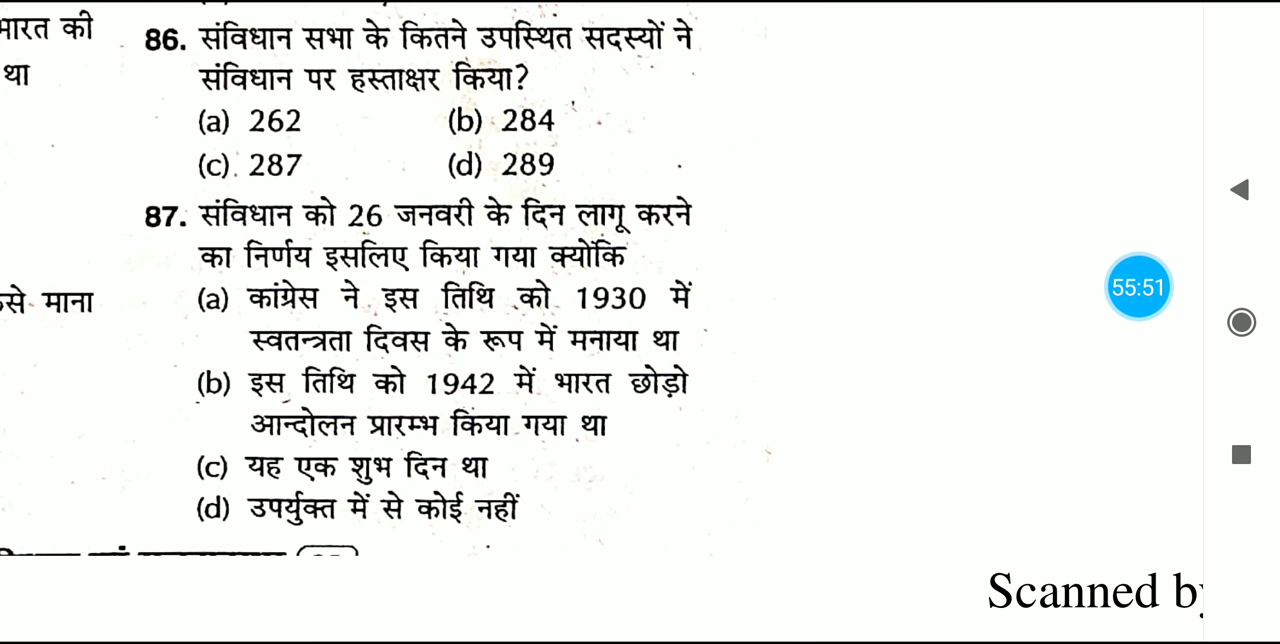 भारत की
था
से माना
86. संविधान सभा के कितने उपस्थित सदस्यों ने
संविधान पर हस्ताक्षर किया?
(a) 262 (b) 284
(c) 287 (d) 289
87. संविधान को 26 जनवरी के दिन लागू करने
का निर्णय इसलिए किया गया क्योंकि
(a) कांग्रेस ने इस तिथि को 1930 में
स्वतन्त्रता दिवस के रूप में मनाया था
(b) इस तिथि को 1942 में भारत छोड़ो
आन्दोलन प्रारम्भ किया गया था
(c) यह एक शुभ दिन था
(d) उपर्युक्त में से कोई नहीं
55:51
Scanned by